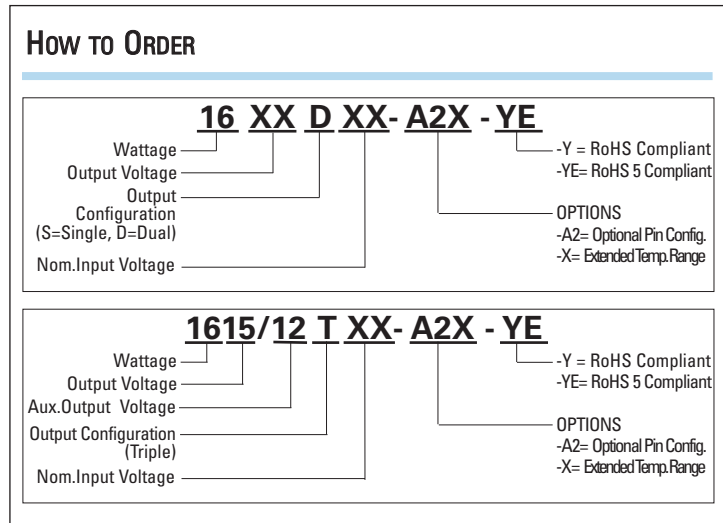 HOW TO ORDER
16 XX D XX- A2X - YE
Wattage
Output Voltage
Output
Configuration
(S=Single, D=Dual)
Nom.Input Voltage
-Y = RoHS Compliant
-YE= RoHS 5 Compliant
OPTIONS
-A2= Optional Pin Config.
-X= Extended Temp. Range
1615/12 T XX- A2X - YE
Wattage
Output Voltage
Aux.Output Voltage
Output Configuration
(Triple)
Nom.Input Voltage
-Y = RoHS Compliant
-YE= RoHS 5 Compliant
OPTIONS
-A2= Optional Pin Config.
-X= Extended Temp. Range